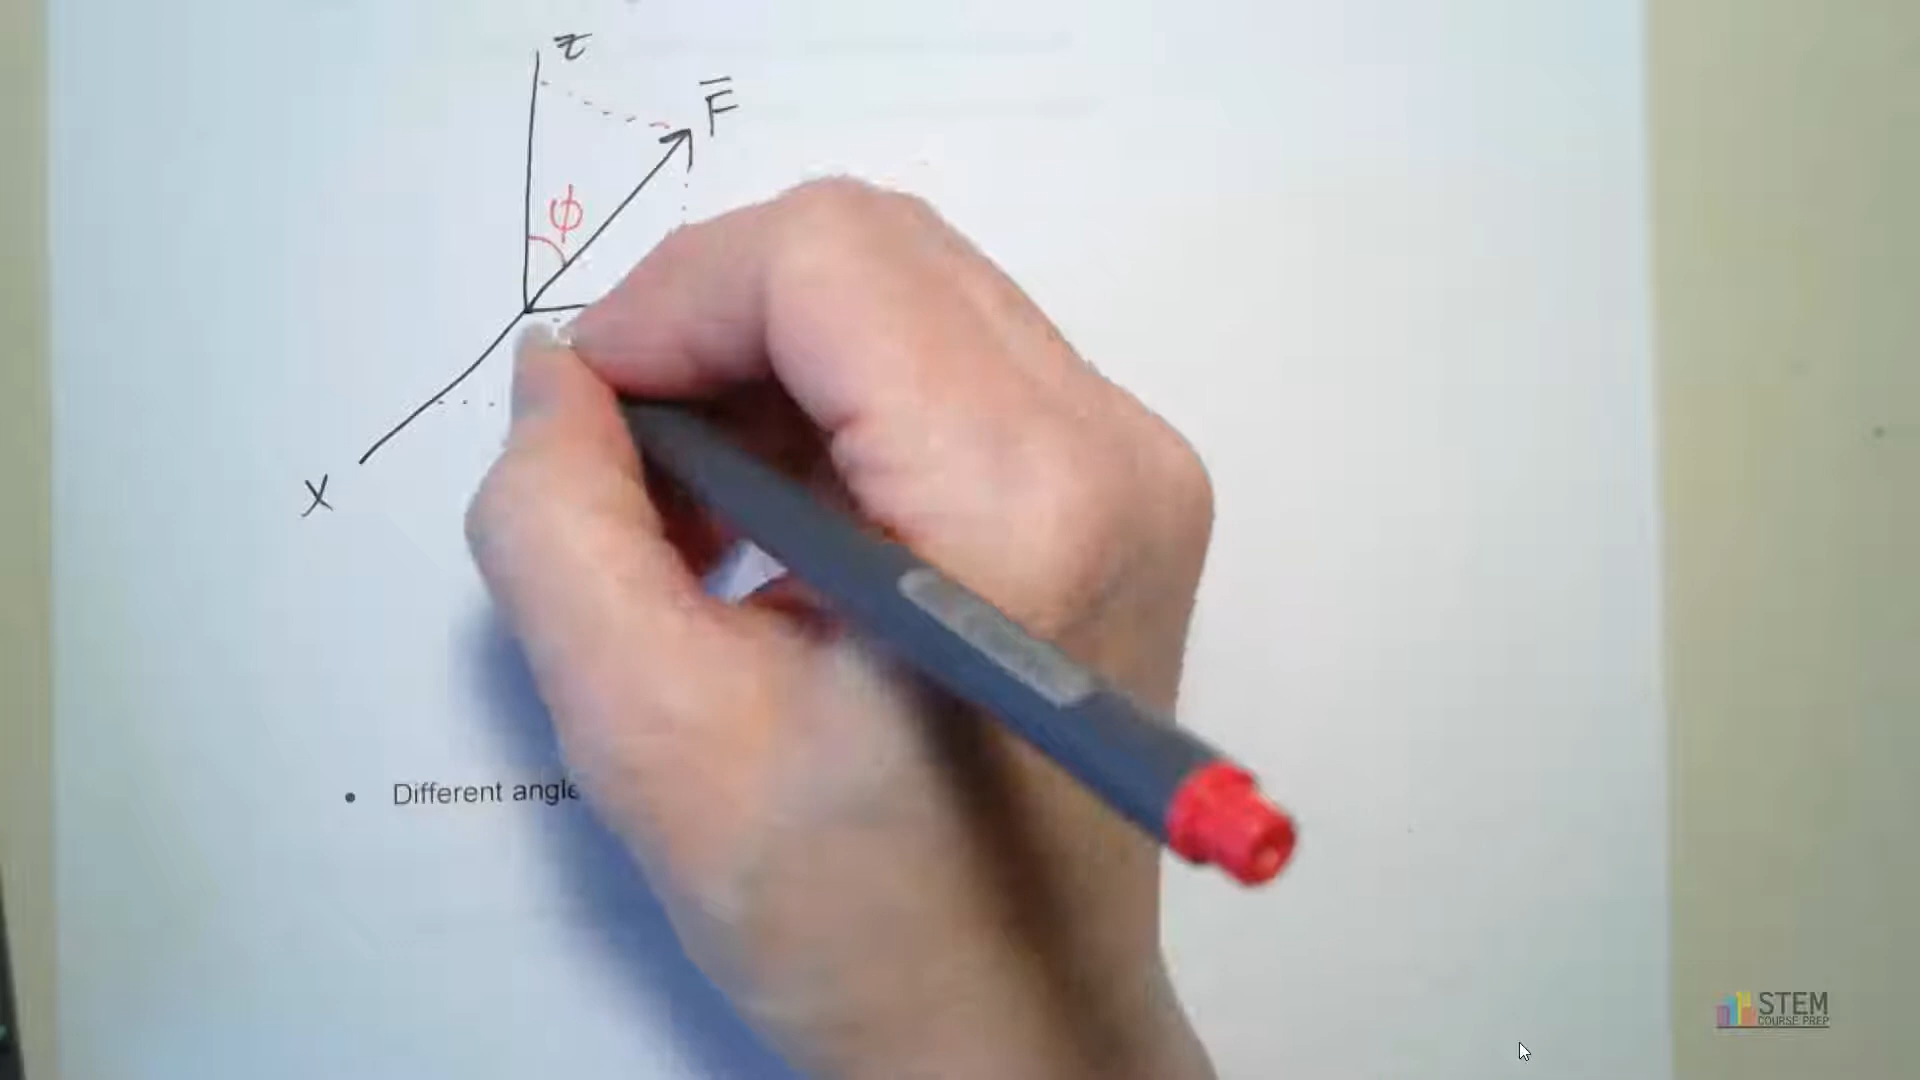 z
F̅
ϕ
X
• Different angle
STEM
COURSE PREP